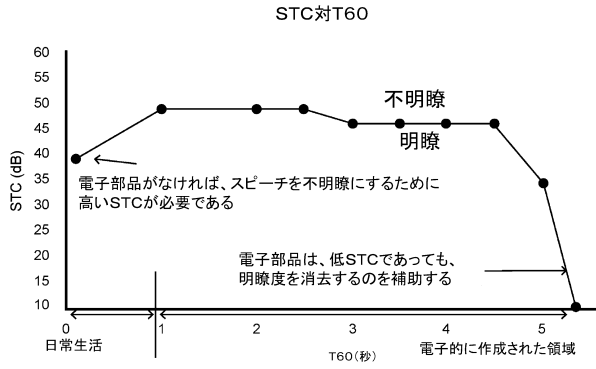 STC対T60
60
55
50
45
40
35
30
25
20
15
10
STC (dB)
不明瞭
明瞭
電子部品がなければ、スピーチを不明瞭にするために
高いSTCが必要である
電子部品は、低STCであっても、
明瞭度を消去するのを補助する
0 1 2 3 4 5
日常生活
T60(秒)
電子的に作成された領域